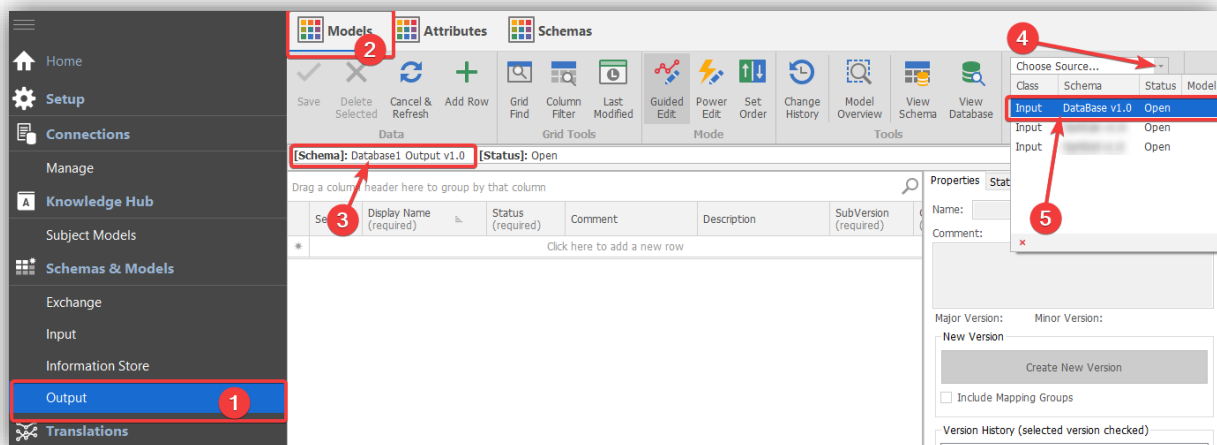 Models
Attributes
Schemas
2
Home
Setup
Connections
Manage
Knowledge Hub
Subject Models
Schemas & Models
Exchange
Input
Information Store
Output
1
Translations
Save
Delete Selected
Cancel & Refresh
Add Row
Data
Grid Find
Column Filter
Last Modified
Grid Tools
Guided Edit
Power Edit
Set Order
Mode
Change History
Model Overview
View Schema
View Database
Tools
4
Choose Source...
Class Schema Status Model
Input DataBase v1.0 Open
Input Open
Input Open
5
[Schema]: Database1 Output v1.0 [Status]: Open
3
Drag a column header here to group by that column
Display Name (required)
Status (required)
Comment
Description
SubVersion (required)
Click here to add a new row
Properties
Name:
Comment:
Major Version: Minor Version:
New Version
Create New Version
Include Mapping Groups
Version History (selected version checked)